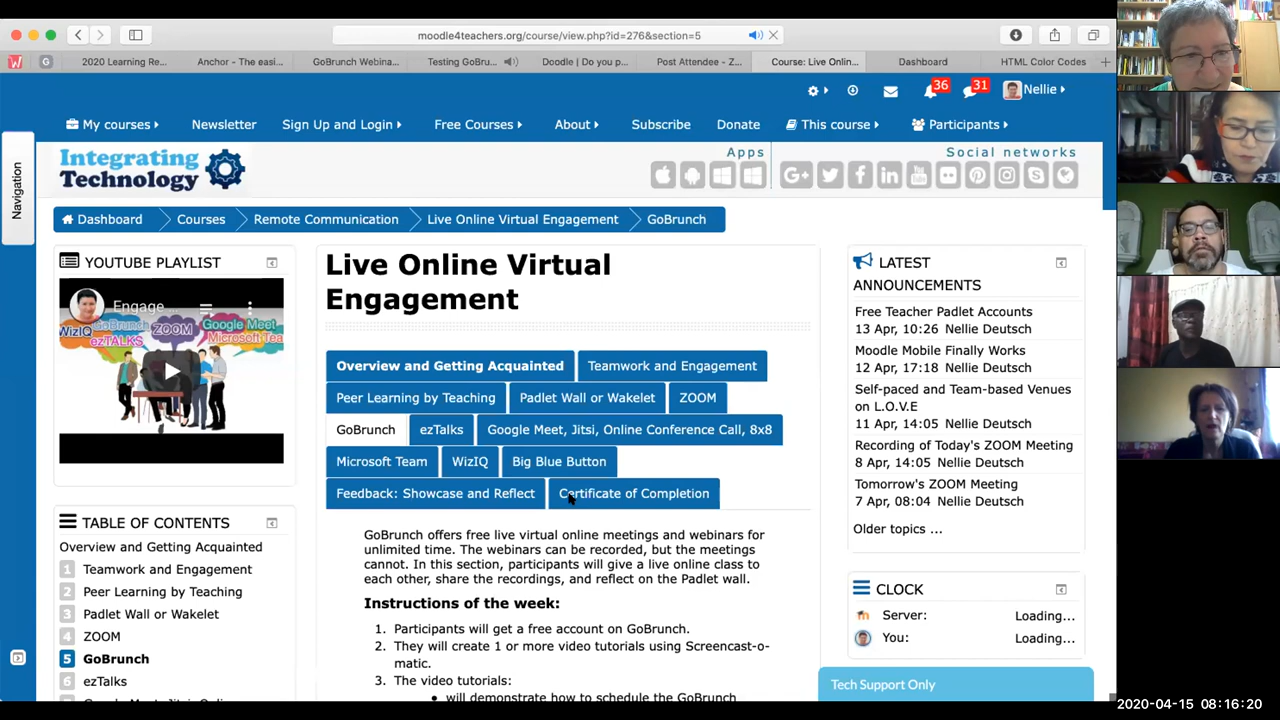 moodle4teachers.org/course/view.php?id=276&section=5
2020 Learning Re...
Anchor - The easi...
GoBrunch Webina...
Testing GoBru...
Doodle | Do you p...
Post Attendee - Z...
Course: Live Onlin...
Dashboard
HTML Color Codes
36
31
Nellie
My courses
Newsletter
Sign Up and Login
Free Courses
About
Subscribe
Donate
This course
Participants
Navigation
Integrating
Technology
Apps
Social networks
Dashboard
Courses
Remote Communication
Live Online Virtual Engagement
GoBrunch
YOUTUBE PLAYLIST
Engage ...
WizIQ
GoBrunch
ezTALKS
ZOOM
Google Meet
Microsoft Tea
TABLE OF CONTENTS
Overview and Getting Acquainted
1 Teamwork and Engagement
2 Peer Learning by Teaching
3 Padlet Wall or Wakelet
4 ZOOM
5 GoBrunch
6 ezTalks
Live Online Virtual
Engagement
Overview and Getting Acquainted
Teamwork and Engagement
Peer Learning by Teaching
Padlet Wall or Wakelet
ZOOM
GoBrunch
ezTalks
Google Meet, Jitsi, Online Conference Call, 8x8
Microsoft Team
WizIQ
Big Blue Button
Feedback: Showcase and Reflect
Certificate of Completion
GoBrunch offers free live virtual online meetings and webinars for
unlimited time. The webinars can be recorded, but the meetings
cannot. In this section, participants will give a live online class to
each other, share the recordings, and reflect on the Padlet wall.
Instructions of the week:
1. Participants will get a free account on GoBrunch.
2. They will create 1 or more video tutorials using Screencast-o-
matic.
3. The video tutorials:
• will demonstrate how to schedule the GoBrunch
LATEST
ANNOUNCEMENTS
Free Teacher Padlet Accounts
13 Apr, 10:26 Nellie Deutsch
Moodle Mobile Finally Works
12 Apr, 17:18 Nellie Deutsch
Self-paced and Team-based Venues
on L.O.V.E
11 Apr, 14:05 Nellie Deutsch
Recording of Today's ZOOM Meeting
8 Apr, 14:05 Nellie Deutsch
Tomorrow's ZOOM Meeting
7 Apr, 08:04 Nellie Deutsch
Older topics ...
CLOCK
Server: Loading...
You: Loading...
Tech Support Only
2020-04-15 08:16:20